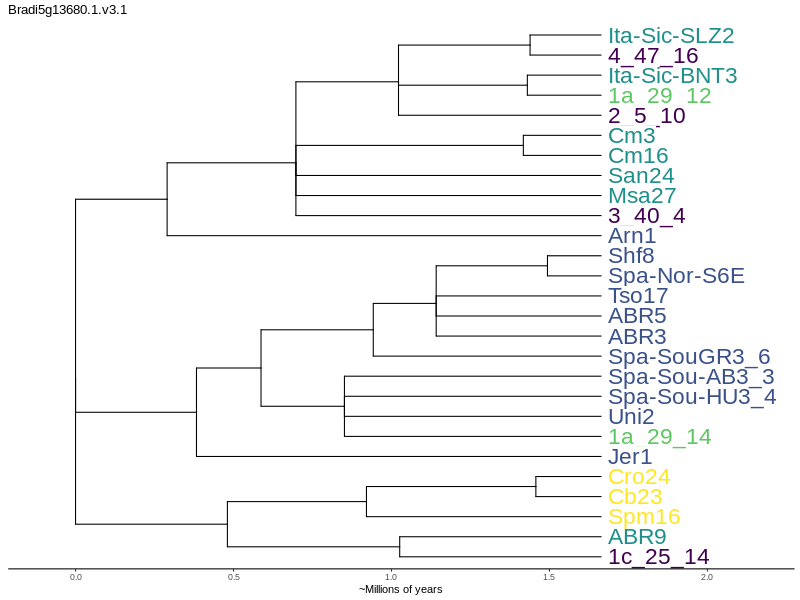 Bradi5g13680.1.v3.1
Ita-Sic-SLZ2
4_47_16
Ita-Sic-BNT3
1a_29_12
2_5_10
Cm3
Cm16
San24
Msa27
3_40_4
Arn1
Shf8
Spa-Nor-S6E
Tso17
ABR5
ABR3
Spa-SouGR3_6
Spa-Sou-AB3_3
Spa-Sou-HU3_4
Uni2
1a_29_14
Jer1
Cro24
Cb23
Spm16
ABR9
1c_25_14
0.0 0.5 1.0 1.5 2.0
~Millions of years